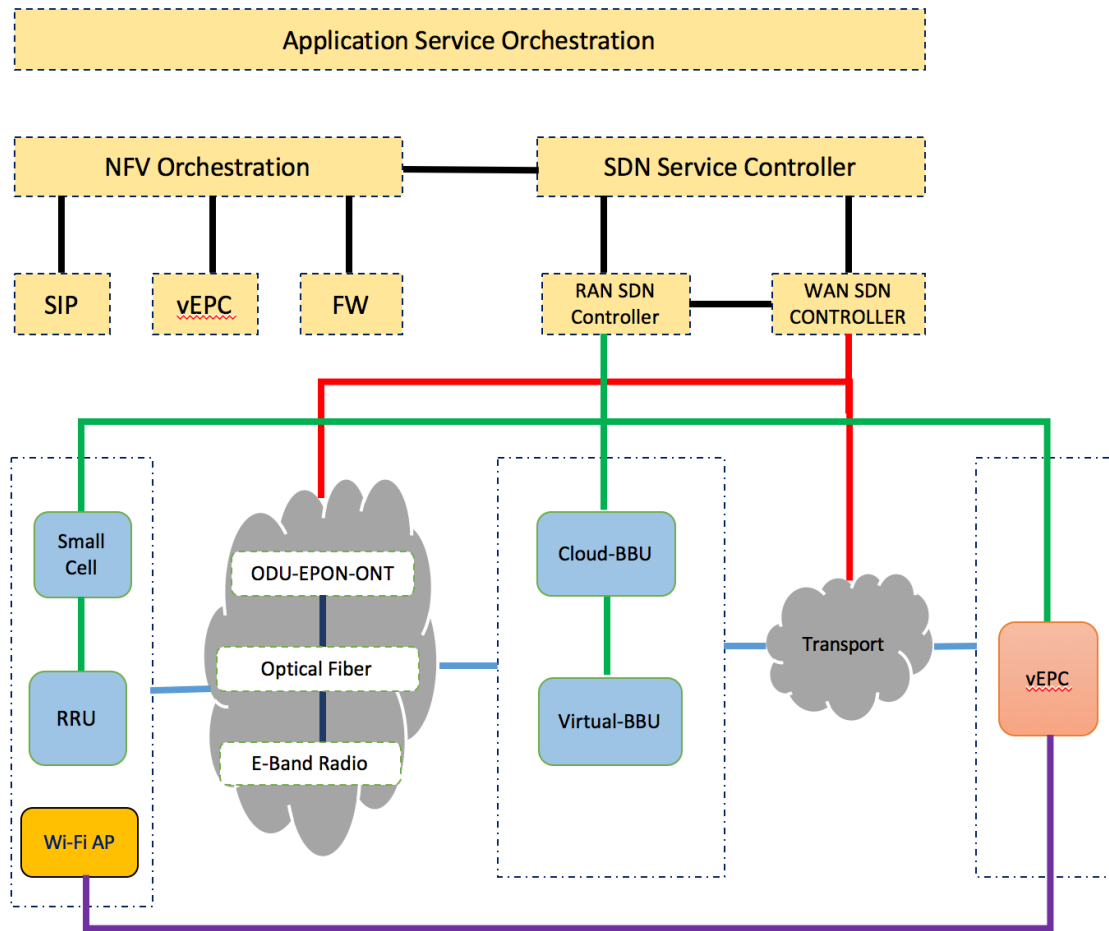 Application Service Orchestration
NFV Orchestration
SDN Service Controller
SIP
vEPC
FW
RAN SDN
Controller
WAN SDN
CONTROLLER
Small
Cell
RRU
Wi-Fi AP
ODU-EPON-ONT
Optical Fiber
E-Band Radio
Cloud-BBU
Virtual-BBU
Transport
vEPC